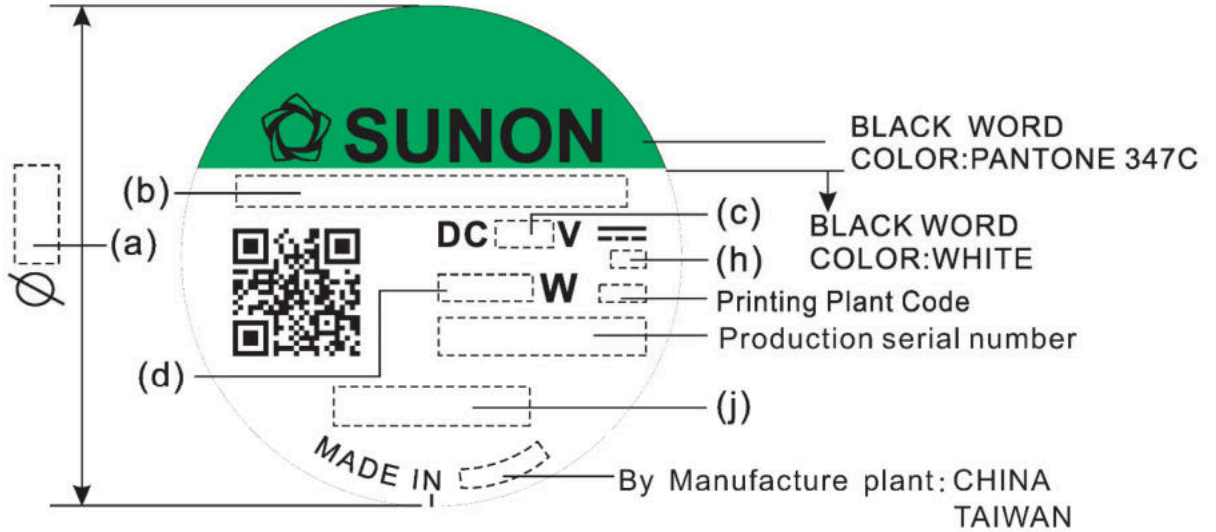 SUNON
BLACK WORD
COLOR:PANTONE 347C
(b)
(c)
DC V
BLACK WORD
COLOR:WHITE
(a)
(h)
Ø
W
Printing Plant Code
Production serial number
(d)
(j)
MADE IN
By Manufacture plant: CHINA
TAIWAN